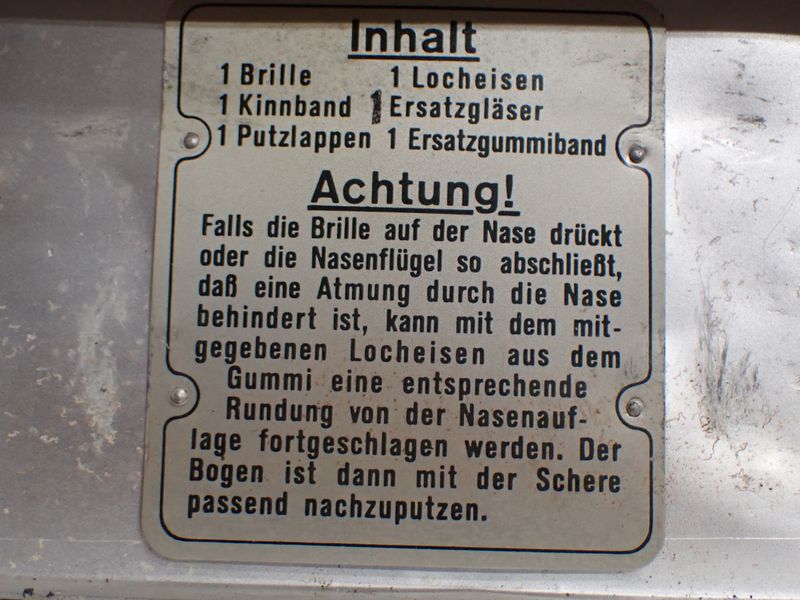 Inhalt
1 Brille 1 Locheisen
1 Kinnband 1 Ersatzgläser
1 Putzlappen 1 Ersatzgummiband
Achtung!
Falls die Brille auf der Nase drückt
oder die Nasenflügel so abschließt,
daß eine Atmung durch die Nase
behindert ist, kann mit dem mit-
gegebenen Locheisen aus dem
Gummi eine entsprechende
Rundung von der Nasenauf-
lage fortgeschlagen werden. Der
Bogen ist dann mit der Schere
passend nachzuputzen.